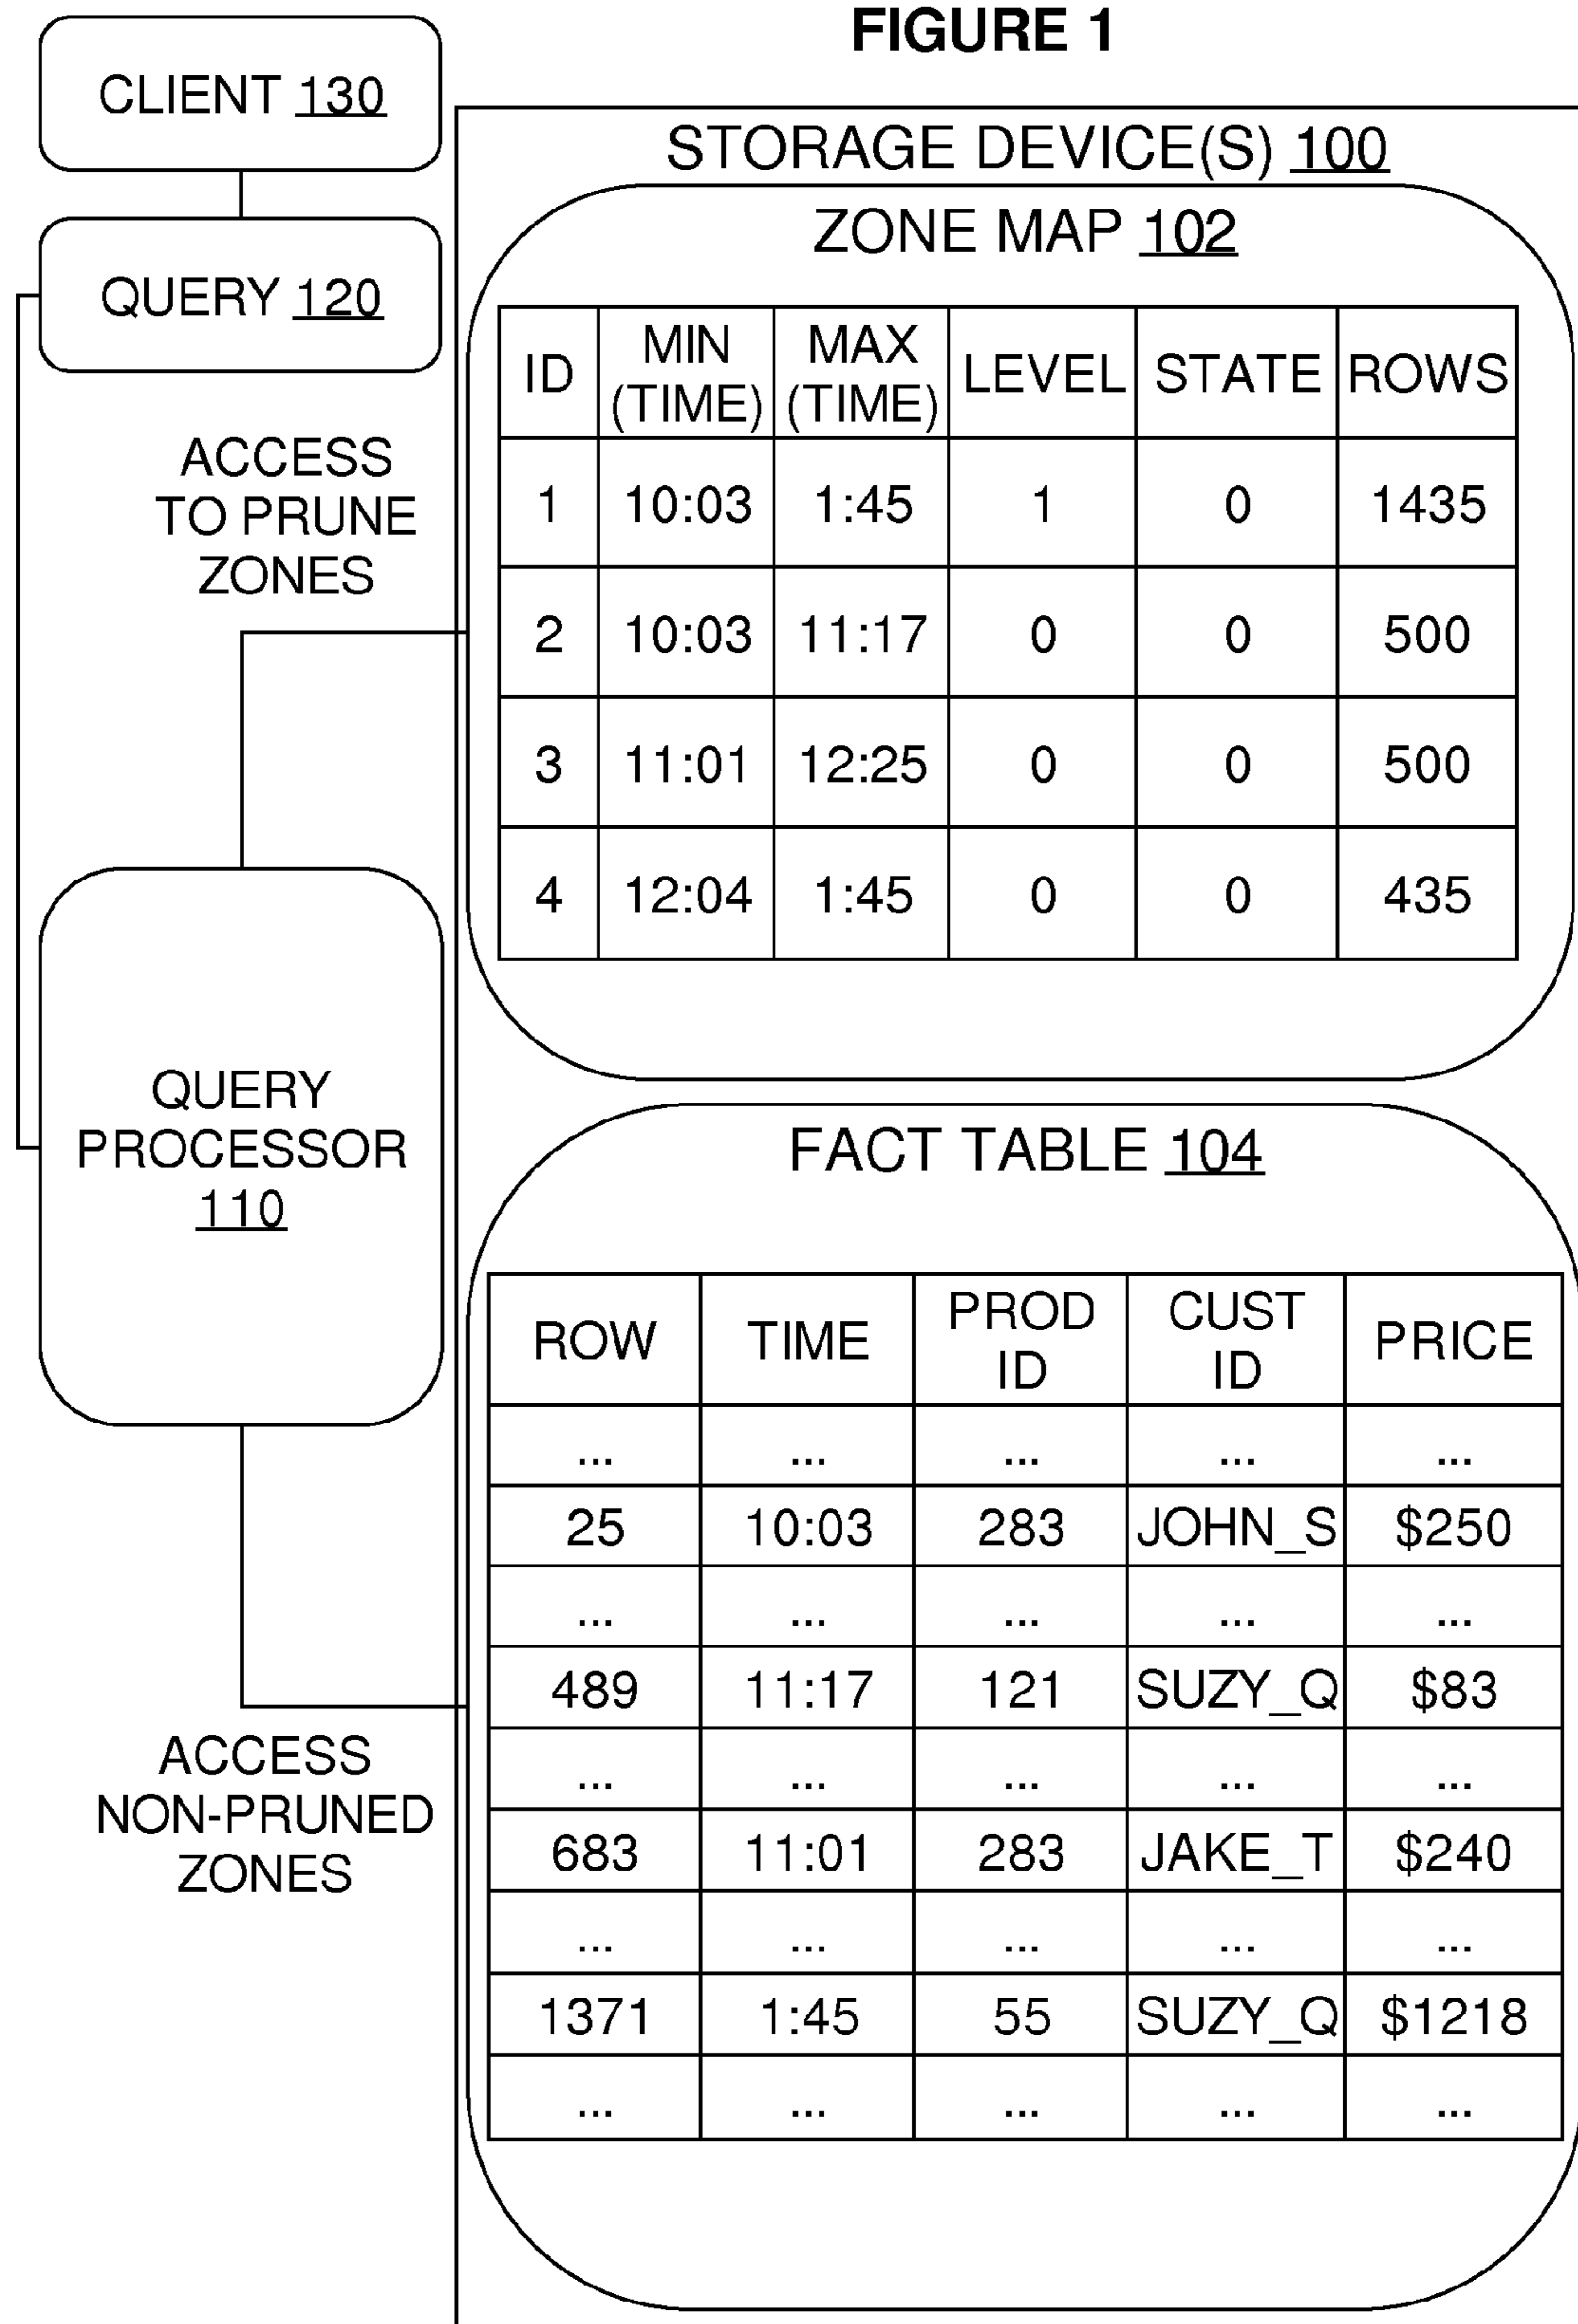 FIGURE 1
CLIENT 130
QUERY 120
ACCESS
TO PRUNE
ZONES
QUERY
PROCESSOR
110
ACCESS
NON-PRUNED
ZONES
STORAGE DEVICE(S) 100
ZONE MAP 102
ID MIN (TIME) MAX (TIME) LEVEL STATE ROWS
1 10:03 1:45 1 0 1435
2 10:03 11:17 0 0 500
3 11:01 12:25 0 0 500
4 12:04 1:45 0 0 435
FACT TABLE 104
ROW TIME PROD ID CUST ID PRICE
... ... ... ... ...
25 10:03 283 JOHN_S $250
... ... ... ... ...
489 11:17 121 SUZY_Q $83
... ... ... ... ...
683 11:01 283 JAKE_T $240
... ... ... ... ...
1371 1:45 55 SUZY_Q $1218
... ... ... ... ...